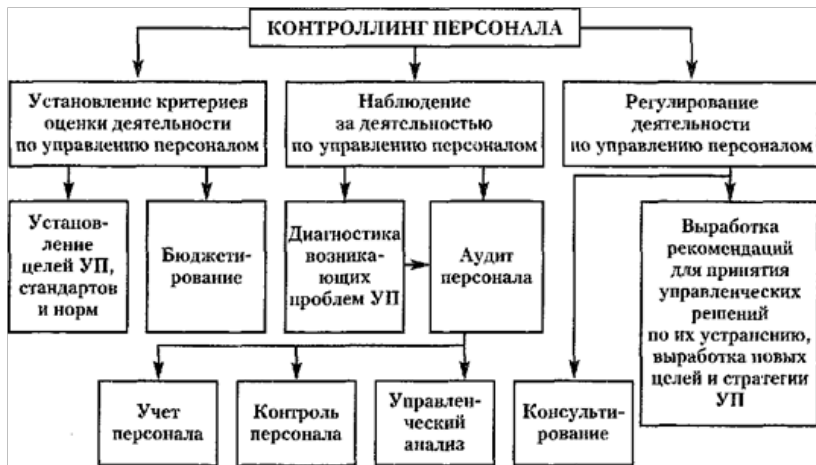 КОНТРОЛЛИНГ ПЕРСОНАЛА
Установление критериев
оценки деятельности
по управлению персоналом
Наблюдение
за деятельностью
по управлению персоналом
Регулирование
деятельности
по управлению персоналом
Установ-
ление
целей УП,
стандартов
и норм
Бюджети-
рование
Диагностика
возника-
ющих
проблем УП
Аудит
персонала
Выработка
рекомендаций
для принятия
управленческих
решений
по их устранению,
выработка новых
целей и стратегии
УП
Учет
персонала
Контроль
персонала
Управлен-
ческий
анализ
Консульти-
рование